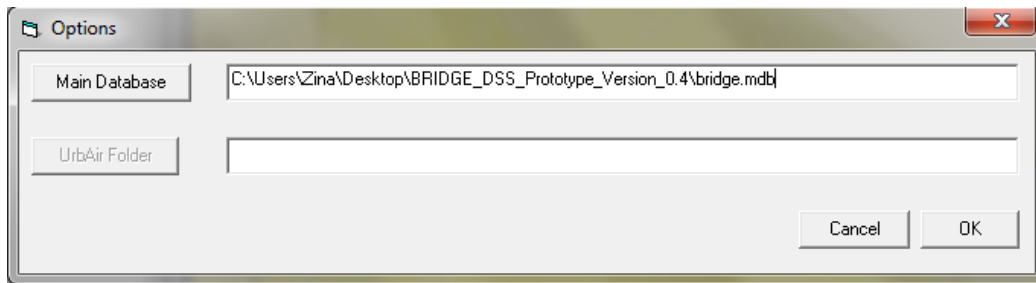 Options
Main Database
C:\Users\Zina\Desktop\BRIDGE_DSS_Prototype_Version_0.4\bridge.mdb
UrbAir Folder
Cancel
OK